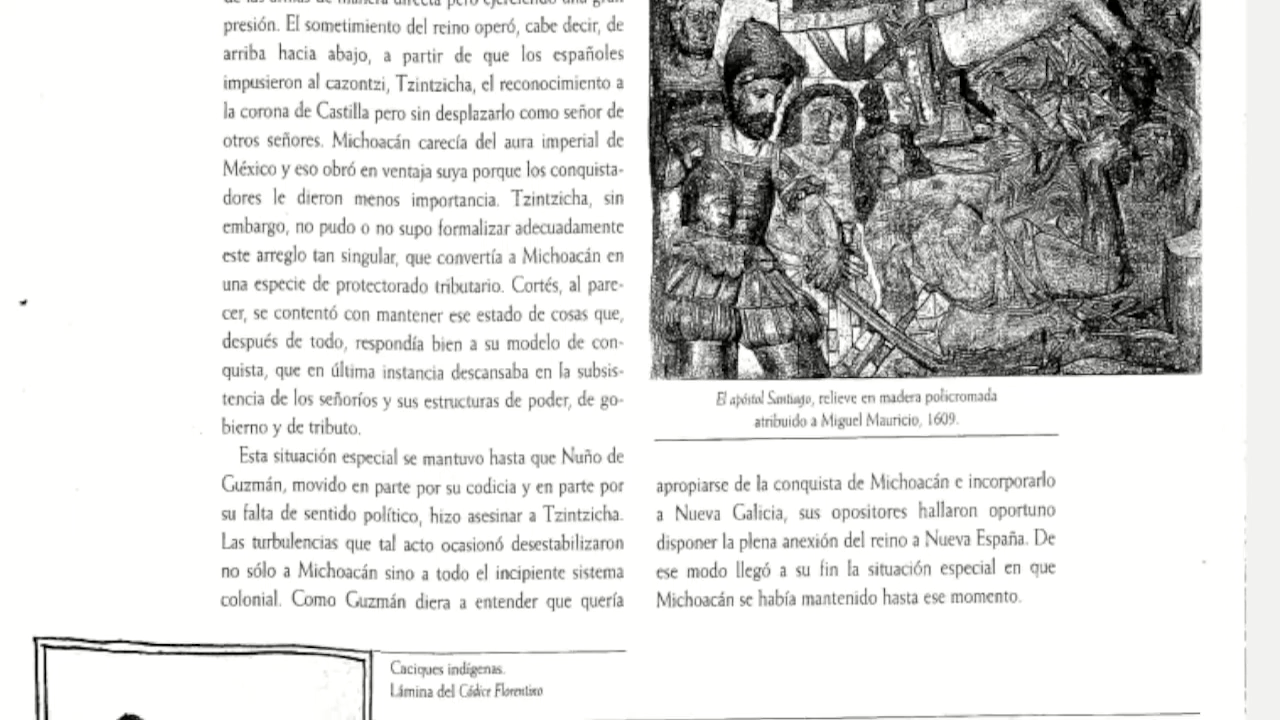 de las armas de manera directa pero ejerciendo una gran
presión. El sometimiento del reino operó, cabe decir, de
arriba hacia abajo, a partir de que los españoles
impusieron al cazontzi, Tzintzicha, el reconocimiento a
la corona de Castilla pero sin desplazarlo como señor de
otros señores. Michoacán carecía del aura imperial de
México y eso obró en ventaja suya porque los conquista-
dores le dieron menos importancia. Tzintzicha, sin
embargo, no pudo o no supo formalizar adecuadamente
este arreglo tan singular, que convertía a Michoacán en
una especie de protectorado tributario. Cortés, al pare-
cer, se contentó con mantener ese estado de cosas que,
después de todo, respondía bien a su modelo de con-
quista, que en última instancia descansaba en la subsis-
tencia de los señoríos y sus estructuras de poder, de go-
bierno y de tributo.
Esta situación especial se mantuvo hasta que Nuño de
Guzmán, movido en parte por su codicia y en parte por
su falta de sentido político, hizo asesinar a Tzintzicha.
Las turbulencias que tal acto ocasionó desestabilizaron
no sólo a Michoacán sino a todo el incipiente sistema
colonial. Como Guzmán diera a entender que quería
El apóstol Santiago, relieve en madera policromada
atribuido a Miguel Mauricio, 1609.
apropiarse de la conquista de Michoacán e incorporarlo
a Nueva Galicia, sus opositores hallaron oportuno
disponer la plena anexión del reino a Nueva España. De
ese modo llegó a su fin la situación especial en que
Michoacán se había mantenido hasta ese momento.
Caciques indígenas.
Lámina del Códice Florentino